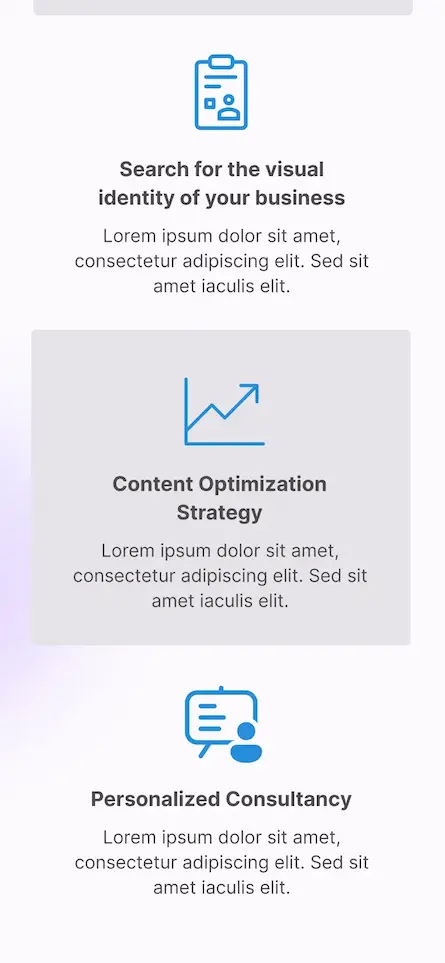 Search for the visual
identity of your business
Lorem ipsum dolor sit amet,
consectetur adipiscing elit. Sed sit
amet iaculis elit.
Content Optimization
Strategy
Lorem ipsum dolor sit amet,
consectetur adipiscing elit. Sed sit
amet iaculis elit.
Personalized Consultancy
Lorem ipsum dolor sit amet,
consectetur adipiscing elit. Sed sit
amet iaculis elit.